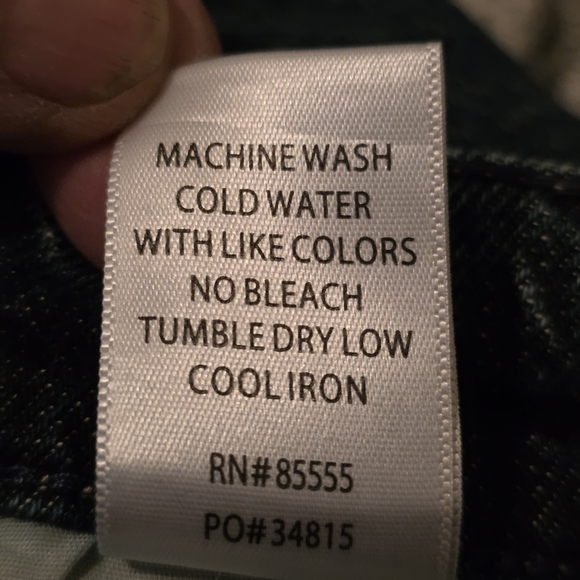 MACHINE WASH
COLD WATER
WITH LIKE COLORS
NO BLEACH
TUMBLE DRY LOW
COOL IRON
RN#85555
PO#34815